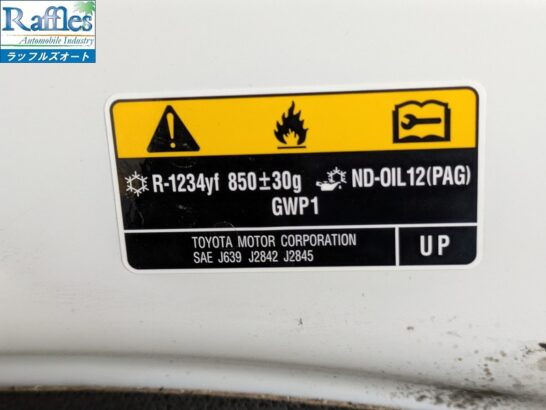 Raffles
Automobile Industry
ラッフルズオート
R-1234yf 850±30g ND-OIL12(PAG)
GWP1
TOYOTA MOTOR CORPORATION
SAE J639 J2842 J2845
UP